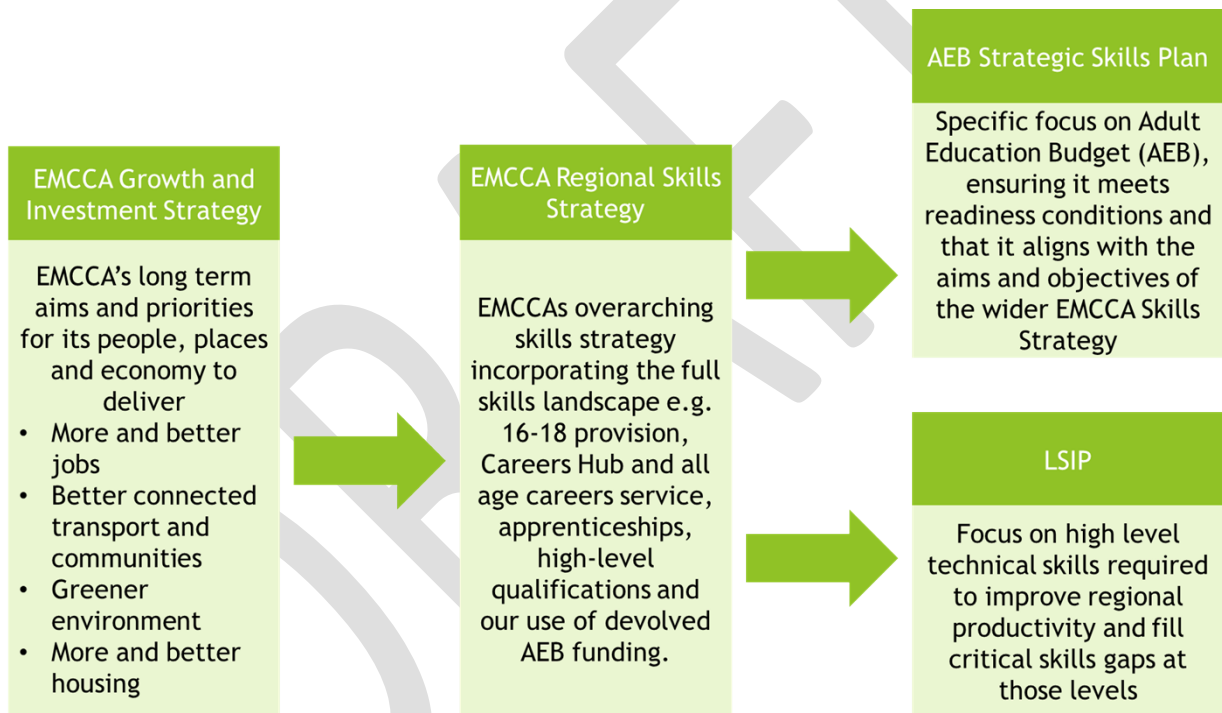 EMCCA Growth and
Investment Strategy
EMCCA's long term
aims and priorities
for its people, places
and economy to
deliver
• More and better
jobs
• Better connected
transport and
communities
• Greener
environment
• More and better
housing
EMCCA Regional Skills
Strategy
EMCCAs overarching
skills strategy
incorporating the full
skills landscape e.g.
16-18 provision,
Careers Hub and all
age careers service,
apprenticeships,
high-level
qualifications and
our use of devolved
AEB funding.
AEB Strategic Skills Plan
Specific focus on Adult
Education Budget (AEB),
ensuring it meets
readiness conditions and
that it aligns with the
aims and objectives of
the wider EMCCA Skills
Strategy
LSIP
Focus on high level
technical skills required
to improve regional
productivity and fill
critical skills gaps at
those levels